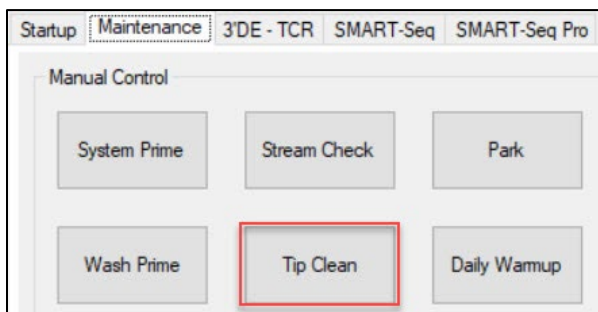 Startup Maintenance 3'DE - TCR SMART-Seq SMART-Seq Pro
Manual Control
System Prime Stream Check Park
Wash Prime Tip Clean Daily Warmup